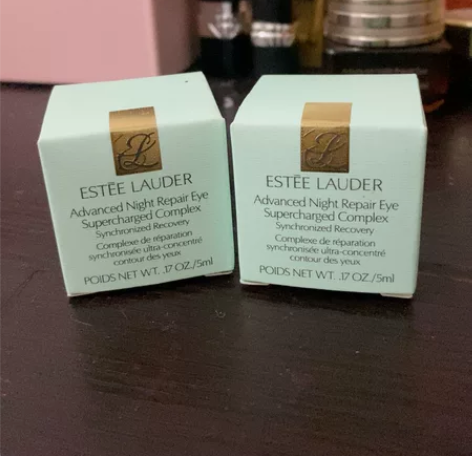 ESTĒE LAUDER
Advanced Night Repair Eye
Supercharged Complex
Synchronized Recovery
Complexe de réparation
synchronisée ultra-concentré
contour des yeux
POIDS NET WT. .17 OZ./5ml
ESTĒE LAUDER
Advanced Night Repair Eye
Supercharged Complex
Synchronized Recovery
Complexe de réparation
synchronisée ultra-concentré
contour des yeux
POIDS NET WT. .17 OZ./5ml